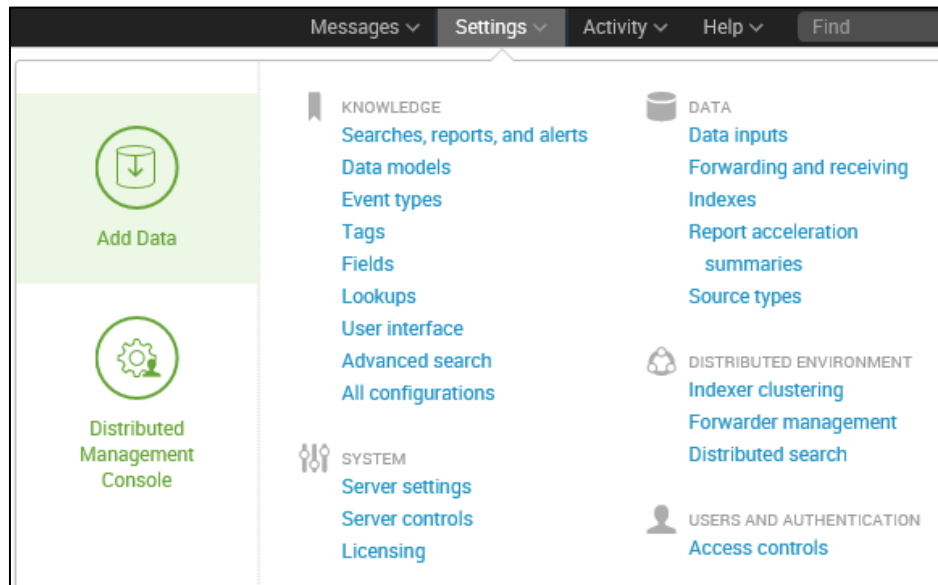 Messages Settings Activity Help Find
Add Data
Distributed
Management
Console
KNOWLEDGE
Searches, reports, and alerts
Data models
Event types
Tags
Fields
Lookups
User interface
Advanced search
All configurations
SYSTEM
Server settings
Server controls
Licensing
DATA
Data inputs
Forwarding and receiving
Indexes
Report acceleration
summaries
Source types
DISTRIBUTED ENVIRONMENT
Indexer clustering
Forwarder management
Distributed search
USERS AND AUTHENTICATION
Access controls